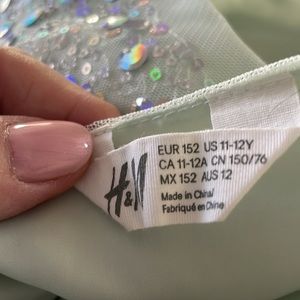 H&M
EUR 152 US 11-12Y
CA 11-12A CN 150/76
MX 152 AUS 12
Made in China/
Fabriqué en Chine